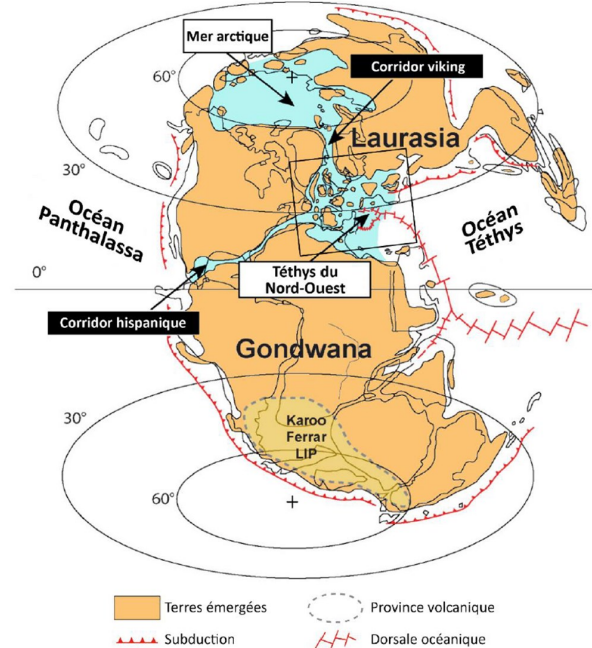 Mer arctique
Corridor viking
60°
Laurasia
30°
Océan
Panthalassa
Océan
Téthys
Téthys du
Nord-Ouest
0°
Corridor hispanique
Gondwana
30°
Karoo
Ferrar
LIP
60°
Terres émergées
Province volcanique
Subduction
Dorsale océanique